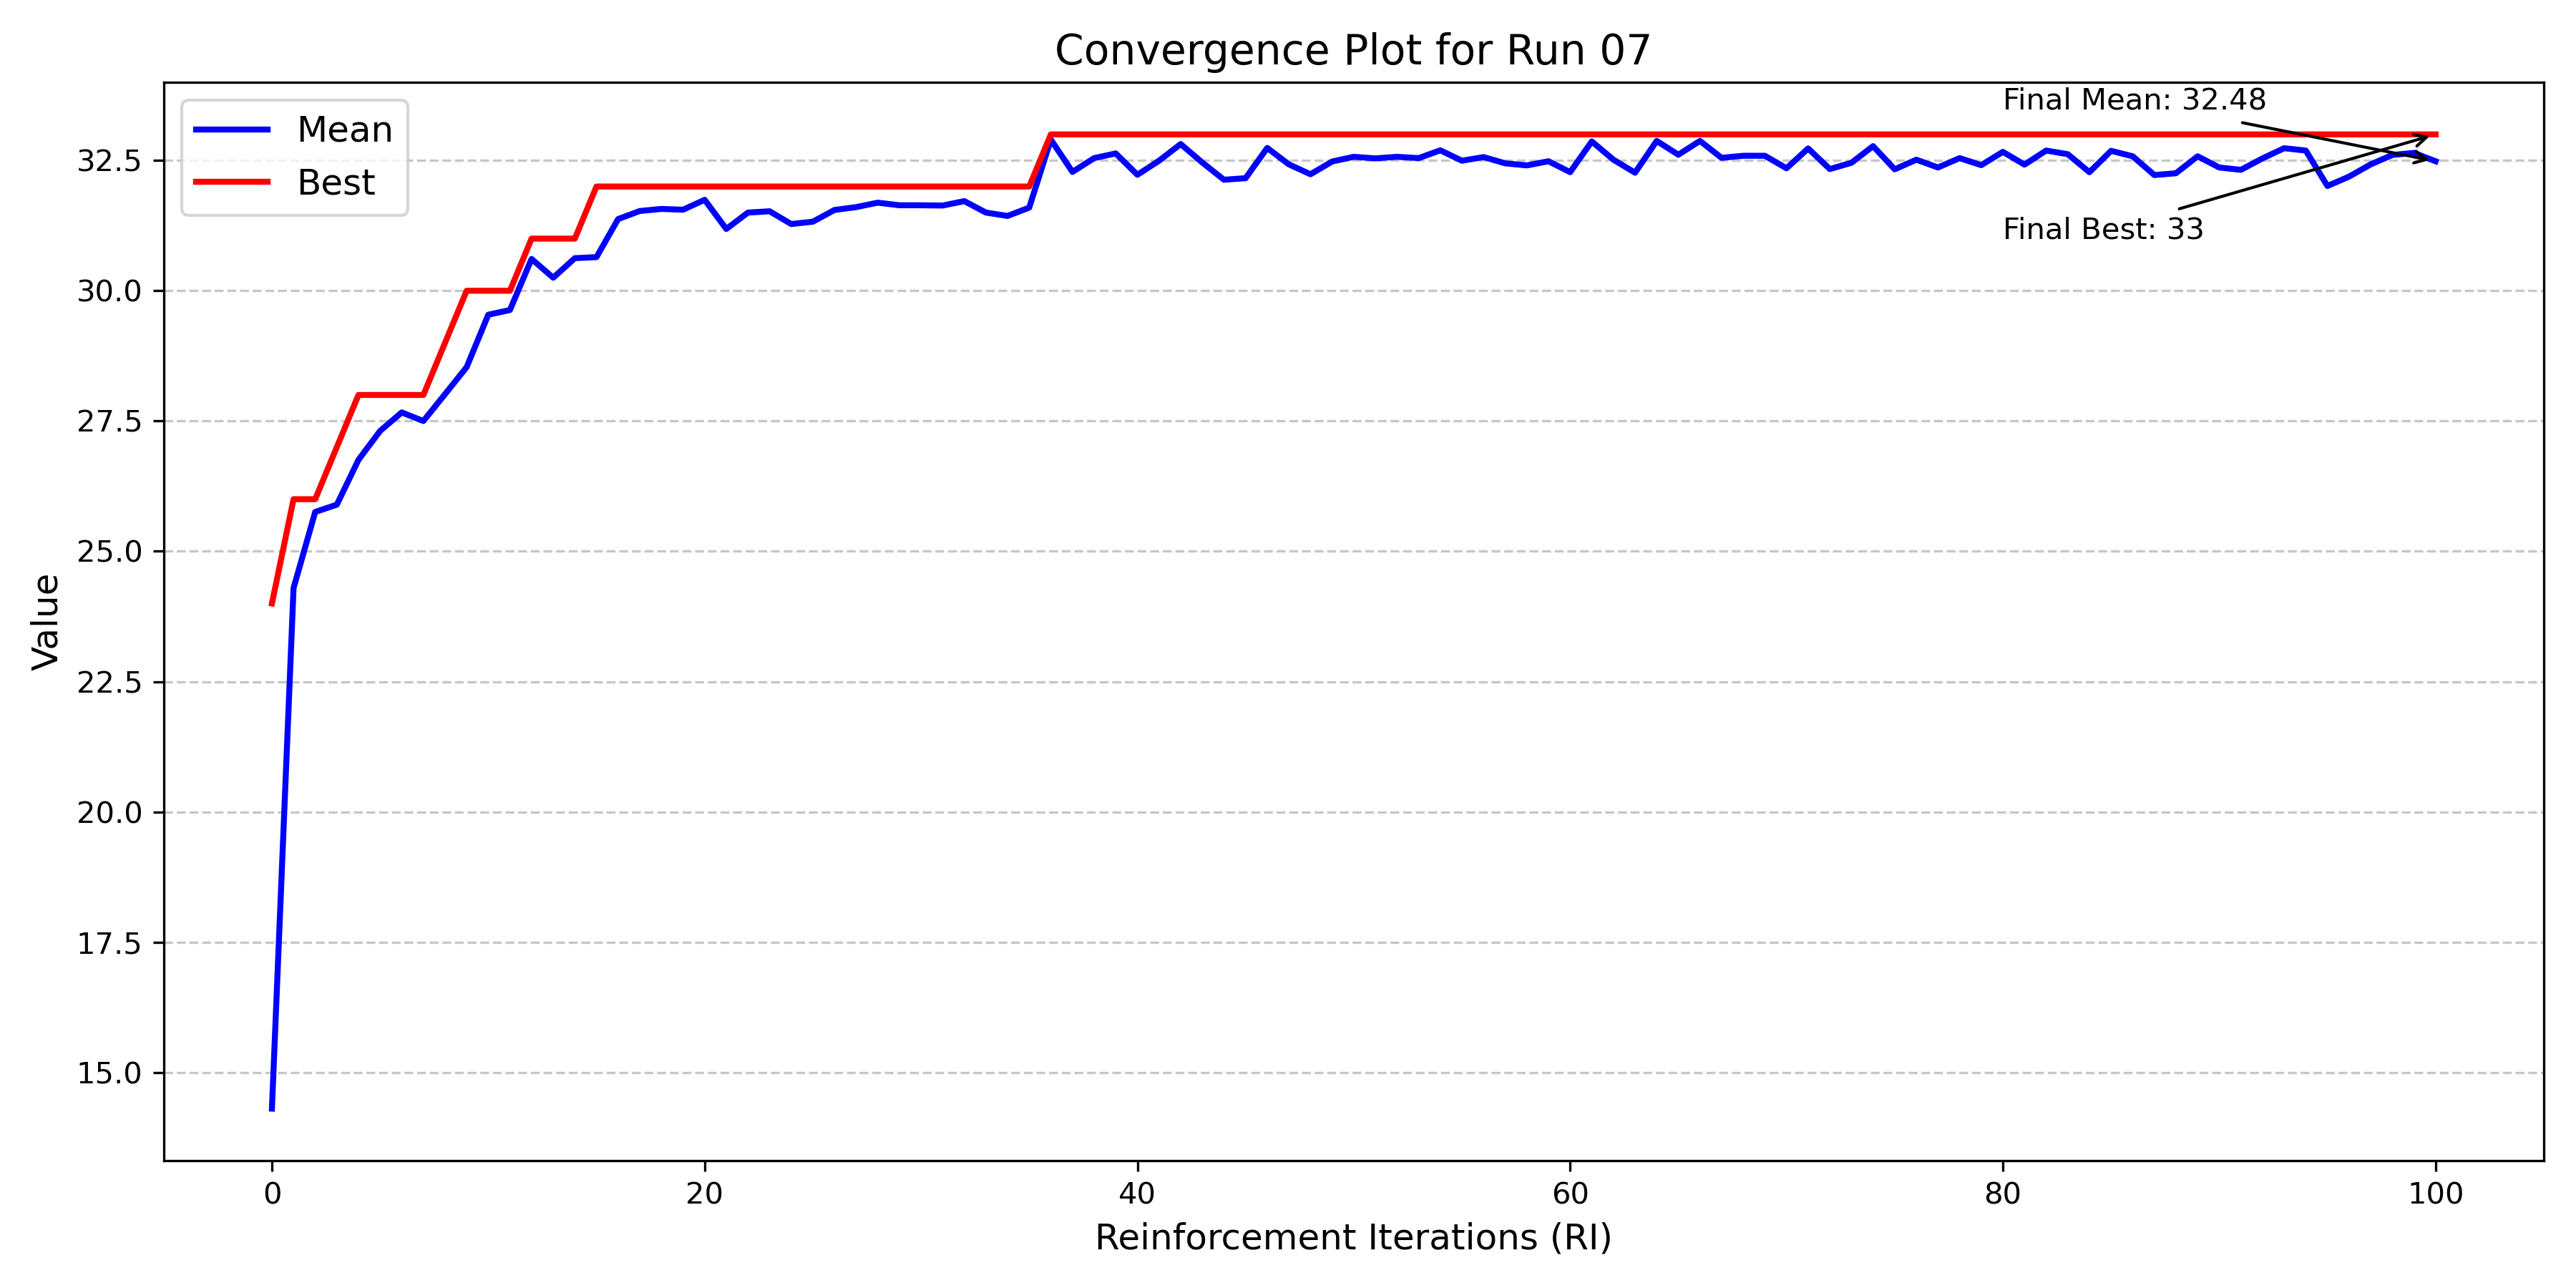 Convergence Plot for Run 07
Mean
Best
Final Mean: 32.48
Final Best: 33
32.5
30.0
27.5
25.0
22.5
20.0
17.5
15.0
Value
0 20 40 60 80 100
Reinforcement Iterations (RI)